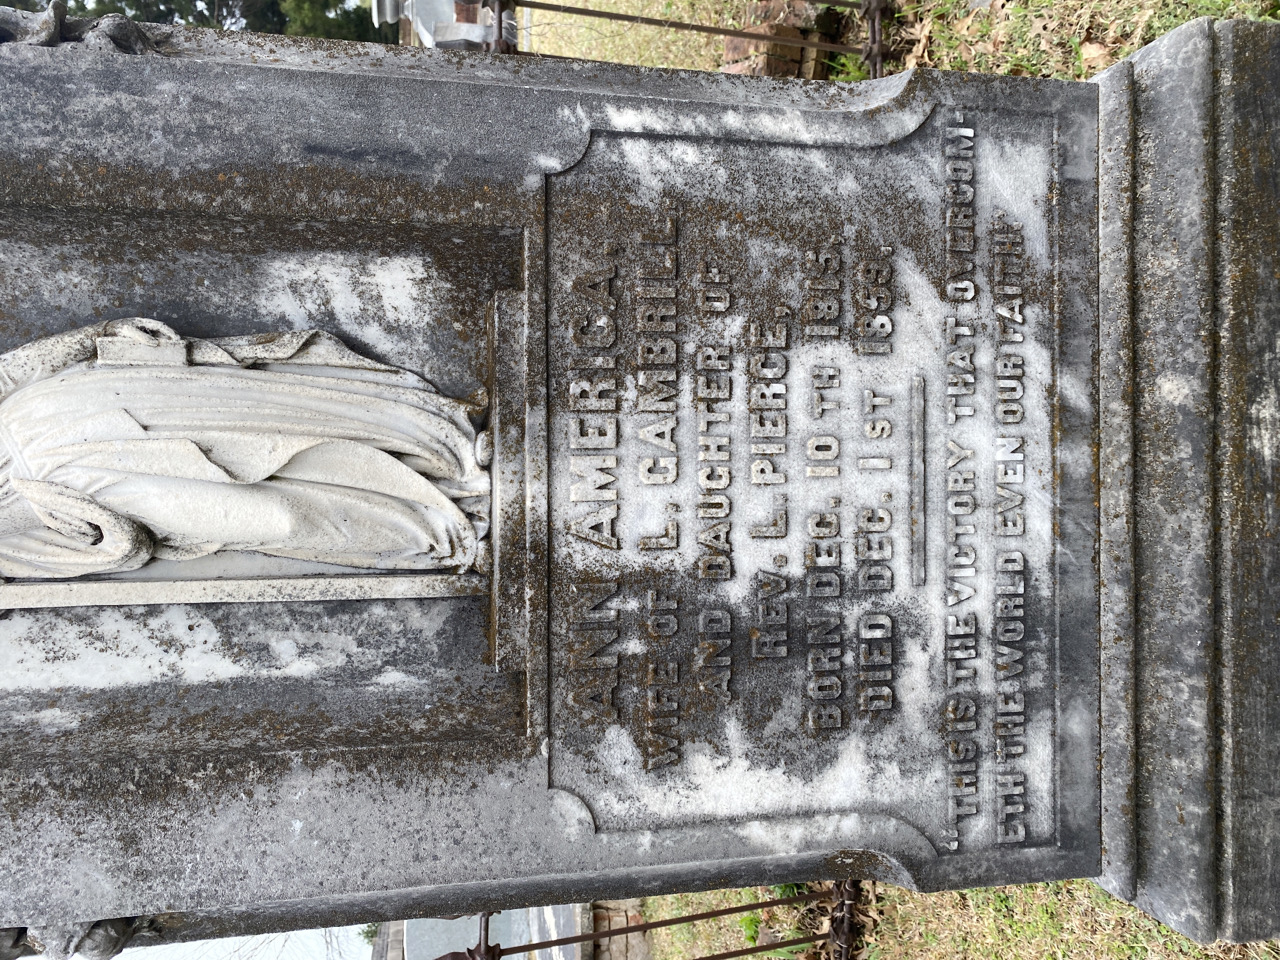 ANN AMERICA,
WIFE OF L. GAMBRILL,
AND DAUGHTER OF
REV. L. PIERCE,
BORN DEC. 10 TH 1815.
DIED DEC. 1 ST 1859.
"THIS IS THE VICTORY THAT OVERCOM-
ETH THE WORLD EVEN OUR FAITH."